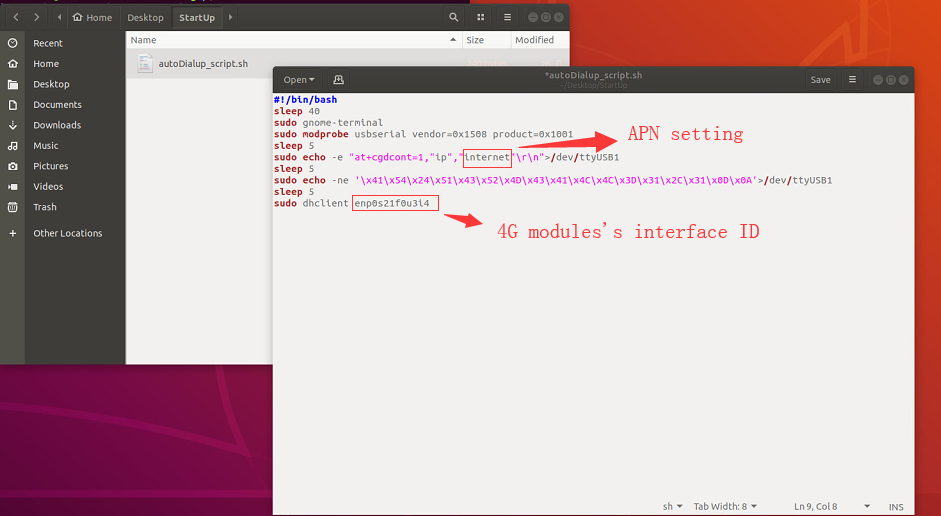 Home Desktop StartUp
Recent
Home
Desktop
Documents
Downloads
Music
Pictures
Videos
Trash
Other Locations
Name Size Modified
autoDialup_script.sh
Open
*autoDialup_script.sh
~/Desktop/StartUp
Save
#!/bin/bash
sleep 40
sudo gnome-terminal
sudo modprobe usbserial vendor=0x1508 product=0x1001
sleep 5
sudo echo -e "at+cgdcont=1,"ip","internet"\r\n">/dev/ttyUSB1
sleep 5
sudo echo -ne '\x41\x54\x24\x51\x43\x52\x4D\x43\x41\x4C\x4C\x3D\x31\x2C\x31\x0D\x0A'>/dev/ttyUSB1
sleep 5
sudo dhclient enp0s21f0u3i4
APN setting
4G modules's interface ID
sh Tab Width: 8 Ln 9, Col 8 INS